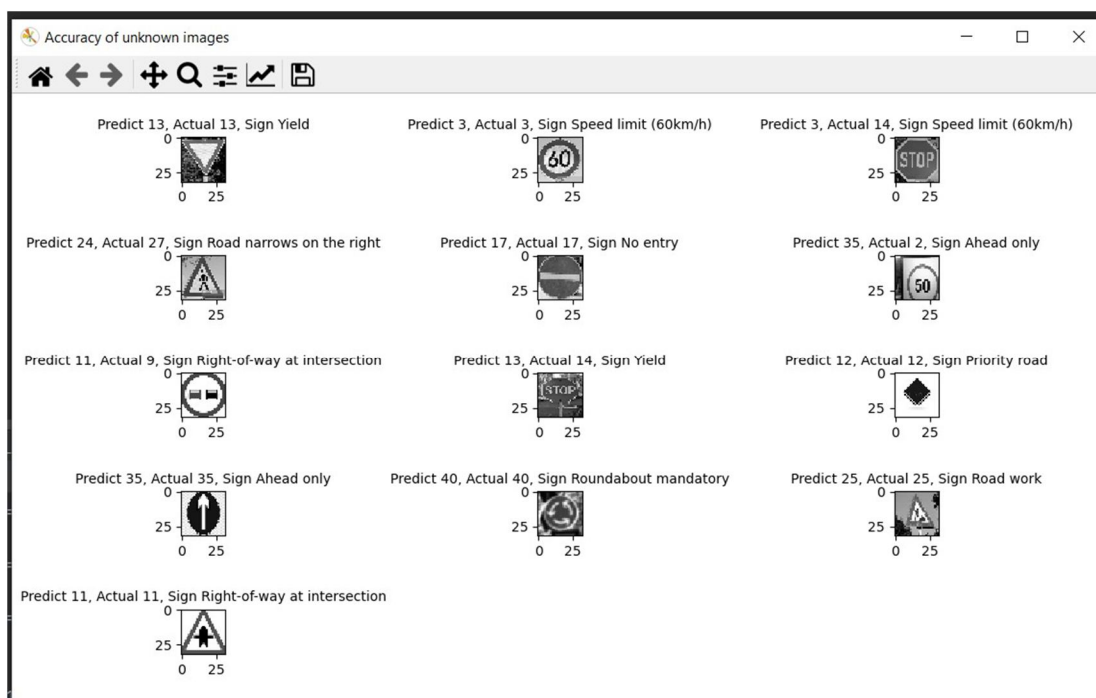 Accuracy of unknown images
Predict 13, Actual 13, Sign Yield
0
25
0 25
Predict 3, Actual 3, Sign Speed limit (60km/h)
0
60
25
0 25
Predict 3, Actual 14, Sign Speed limit (60km/h)
0
STOP
25
0 25
Predict 24, Actual 27, Sign Road narrows on the right
0
25
0 25
Predict 17, Actual 17, Sign No entry
0
25
0 25
Predict 35, Actual 2, Sign Ahead only
0
50
25
0 25
Predict 11, Actual 9, Sign Right-of-way at intersection
0
25
0 25
Predict 13, Actual 14, Sign Yield
0
STOP
25
0 25
Predict 12, Actual 12, Sign Priority road
0
25
0 25
Predict 35, Actual 35, Sign Ahead only
0
25
0 25
Predict 40, Actual 40, Sign Roundabout mandatory
0
25
0 25
Predict 25, Actual 25, Sign Road work
0
25
0 25
Predict 11, Actual 11, Sign Right-of-way at intersection
0
25
0 25